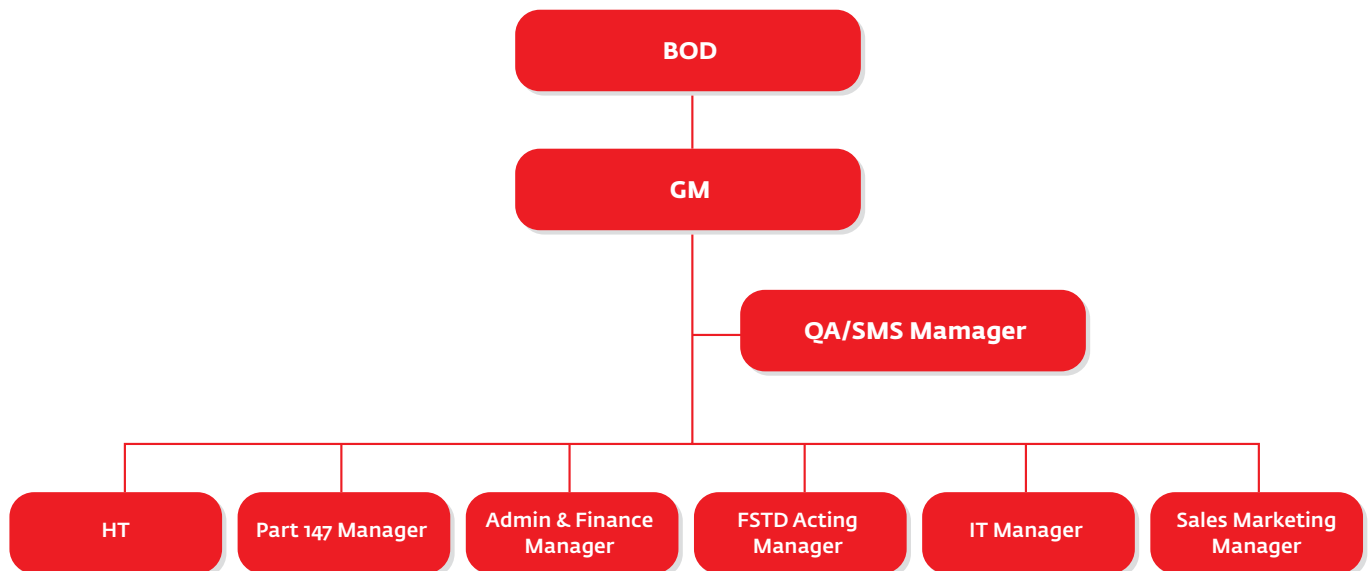 BOD
GM
QA/SMS Mamager
HT
Part 147 Manager
Admin & Finance
Manager
FSTD Acting
Manager
IT Manager
Sales Marketing
Manager